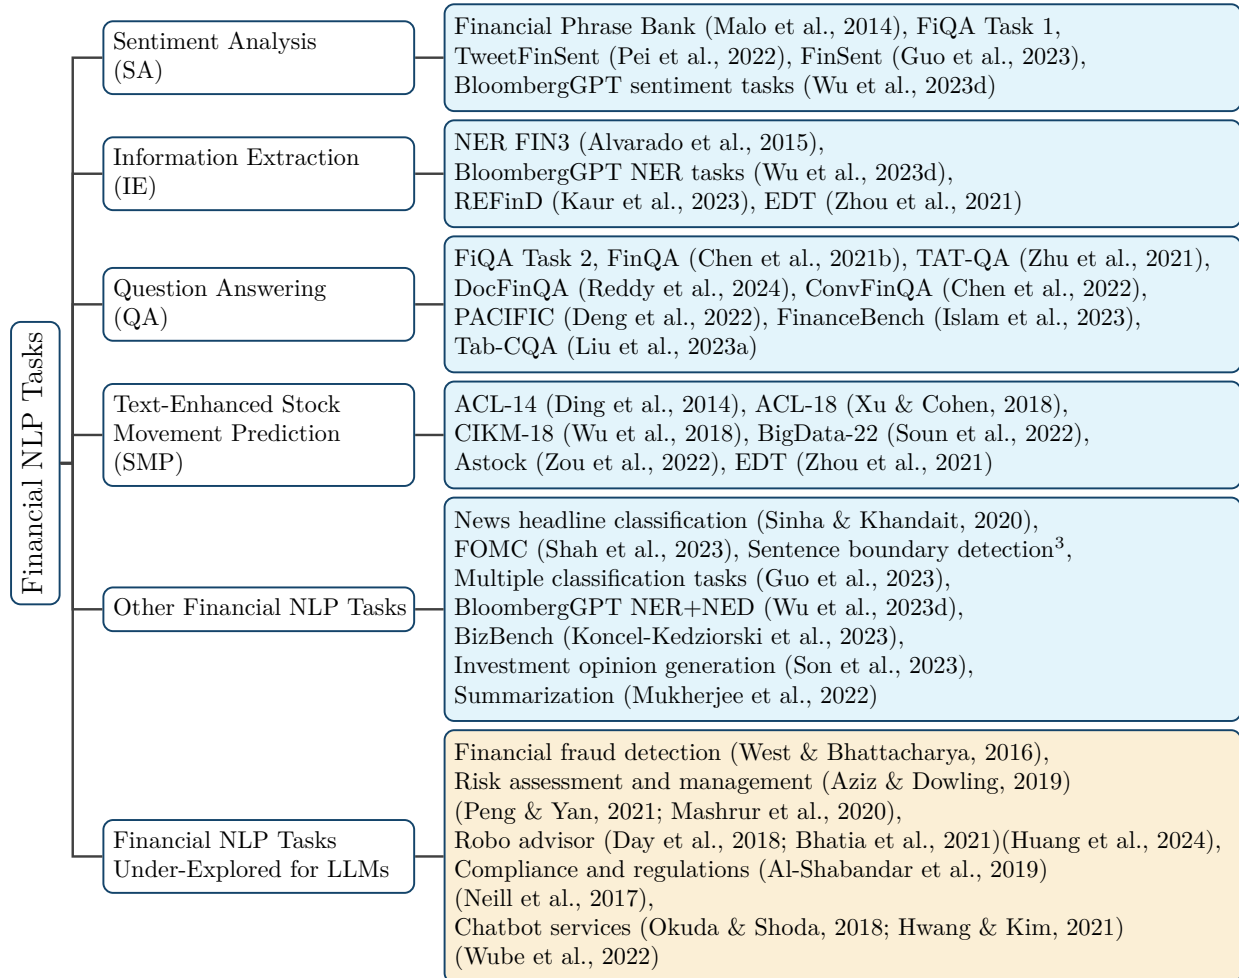 Financial NLP Tasks
Sentiment Analysis
(SA)
Financial Phrase Bank (Malo et al., 2014), FiQA Task 1,
TweetFinSent (Pei et al., 2022), FinSent (Guo et al., 2023),
BloombergGPT sentiment tasks (Wu et al., 2023d)
Information Extraction
(IE)
NER FIN3 (Alvarado et al., 2015),
BloombergGPT NER tasks (Wu et al., 2023d),
REFinD (Kaur et al., 2023), EDT (Zhou et al., 2021)
Question Answering
(QA)
FiQA Task 2, FinQA (Chen et al., 2021b), TAT-QA (Zhu et al., 2021),
DocFinQA (Reddy et al., 2024), ConvFinQA (Chen et al., 2022),
PACIFIC (Deng et al., 2022), FinanceBench (Islam et al., 2023),
Tab-CQA (Liu et al., 2023a)
Text-Enhanced Stock
Movement Prediction
(SMP)
ACL-14 (Ding et al., 2014), ACL-18 (Xu & Cohen, 2018),
CIKM-18 (Wu et al., 2018), BigData-22 (Soun et al., 2022),
Astock (Zou et al., 2022), EDT (Zhou et al., 2021)
Other Financial NLP Tasks
News headline classification (Sinha & Khandait, 2020),
FOMC (Shah et al., 2023), Sentence boundary detection³,
Multiple classification tasks (Guo et al., 2023),
BloombergGPT NER+NED (Wu et al., 2023d),
BizBench (Koncel-Kedziorski et al., 2023),
Investment opinion generation (Son et al., 2023),
Summarization (Mukherjee et al., 2022)
Financial NLP Tasks
Under-Explored for LLMs
Financial fraud detection (West & Bhattacharya, 2016),
Risk assessment and management (Aziz & Dowling, 2019)
(Peng & Yan, 2021; Mashrur et al., 2020),
Robo advisor (Day et al., 2018; Bhatia et al., 2021)(Huang et al., 2024),
Compliance and regulations (Al-Shabandar et al., 2019)
(Neill et al., 2017),
Chatbot services (Okuda & Shoda, 2018; Hwang & Kim, 2021)
(Wube et al., 2022)